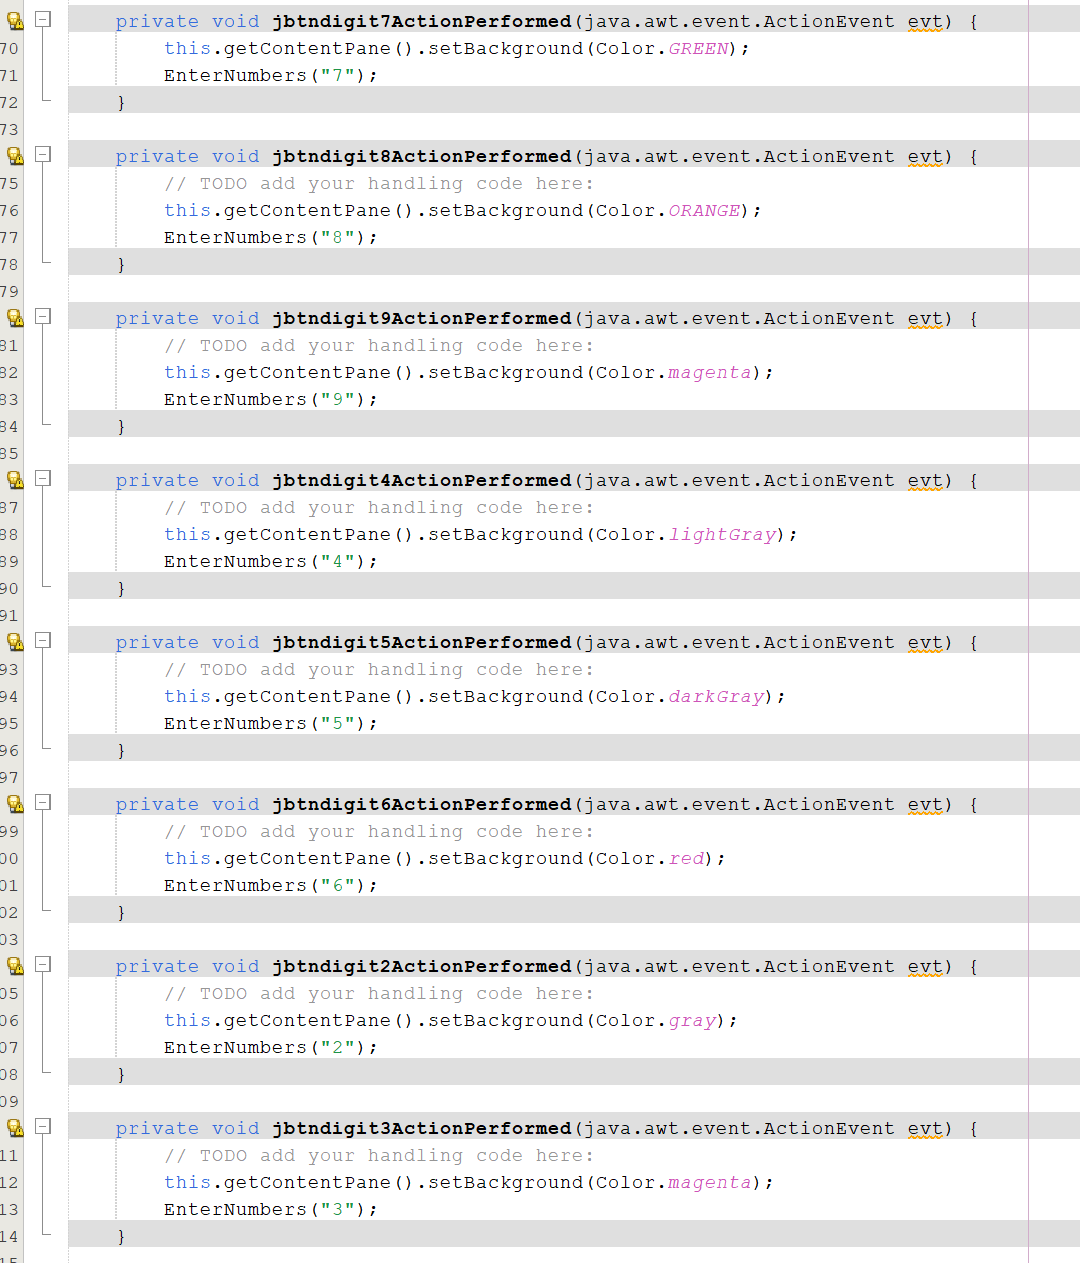 private void jbtndigit7ActionPerformed(java.awt.event.ActionEvent evt) {
70 this.getContentPane().setBackground(Color.GREEN);
71 EnterNumbers("7");
72 }
73
private void jbtndigit8ActionPerformed(java.awt.event.ActionEvent evt) {
75 // TODO add your handling code here:
76 this.getContentPane().setBackground(Color.ORANGE);
77 EnterNumbers("8");
78 }
79
private void jbtndigit9ActionPerformed(java.awt.event.ActionEvent evt) {
81 // TODO add your handling code here:
82 this.getContentPane().setBackground(Color.magenta);
83 EnterNumbers("9");
84 }
85
private void jbtndigit4ActionPerformed(java.awt.event.ActionEvent evt) {
87 // TODO add your handling code here:
88 this.getContentPane().setBackground(Color.lightGray);
89 EnterNumbers("4");
90 }
91
private void jbtndigit5ActionPerformed(java.awt.event.ActionEvent evt) {
93 // TODO add your handling code here:
94 this.getContentPane().setBackground(Color.darkGray);
95 EnterNumbers("5");
96 }
97
private void jbtndigit6ActionPerformed(java.awt.event.ActionEvent evt) {
99 // TODO add your handling code here:
00 this.getContentPane().setBackground(Color.red);
01 EnterNumbers("6");
02 }
03
private void jbtndigit2ActionPerformed(java.awt.event.ActionEvent evt) {
05 // TODO add your handling code here:
06 this.getContentPane().setBackground(Color.gray);
07 EnterNumbers("2");
08 }
09
private void jbtndigit3ActionPerformed(java.awt.event.ActionEvent evt) {
11 // TODO add your handling code here:
12 this.getContentPane().setBackground(Color.magenta);
13 EnterNumbers("3");
14 }